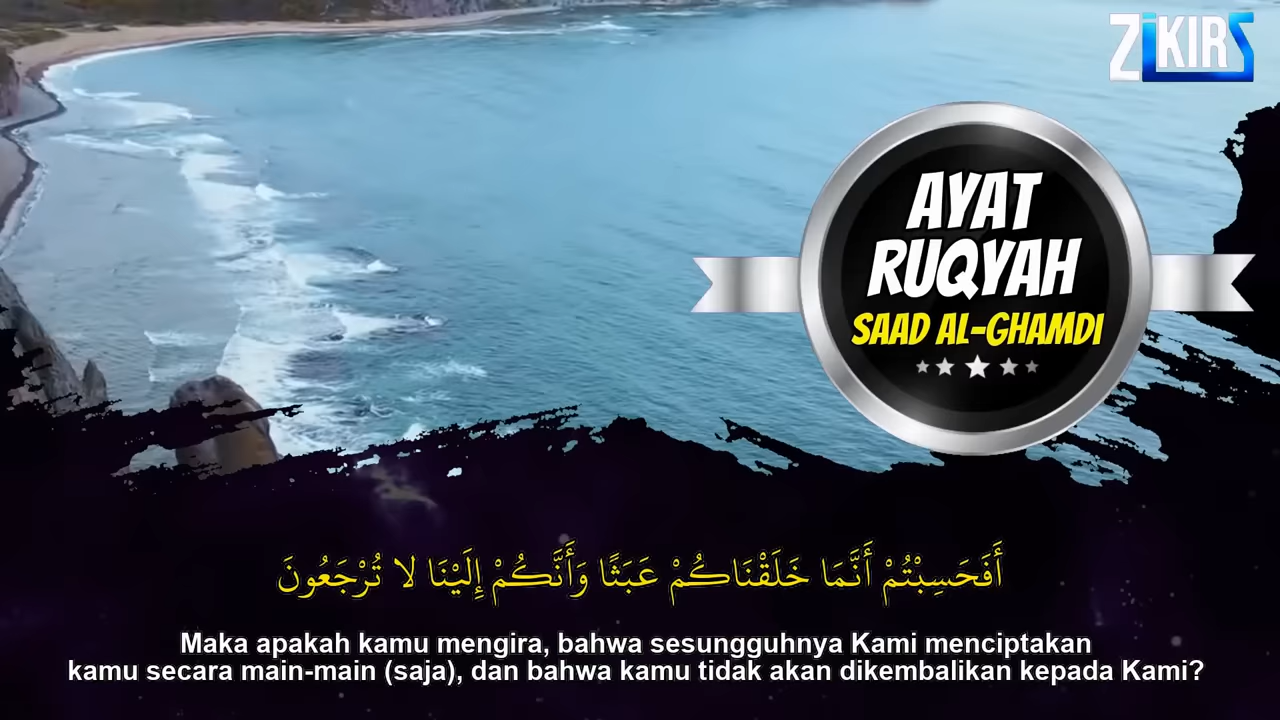 ZIKIRS
AYAT
RUQYAH
SAAD AL-GHAMDI
أَفَحَسِبْتُمْ أَنَّمَا خَلَقْنَاكُمْ عَبَثًا وَأَنَّكُمْ إِلَيْنَا لا تُرْجَعُونَ
Maka apakah kamu mengira, bahwa sesungguhnya Kami menciptakan
kamu secara main-main (saja), dan bahwa kamu tidak akan dikembalikan kepada Kami?